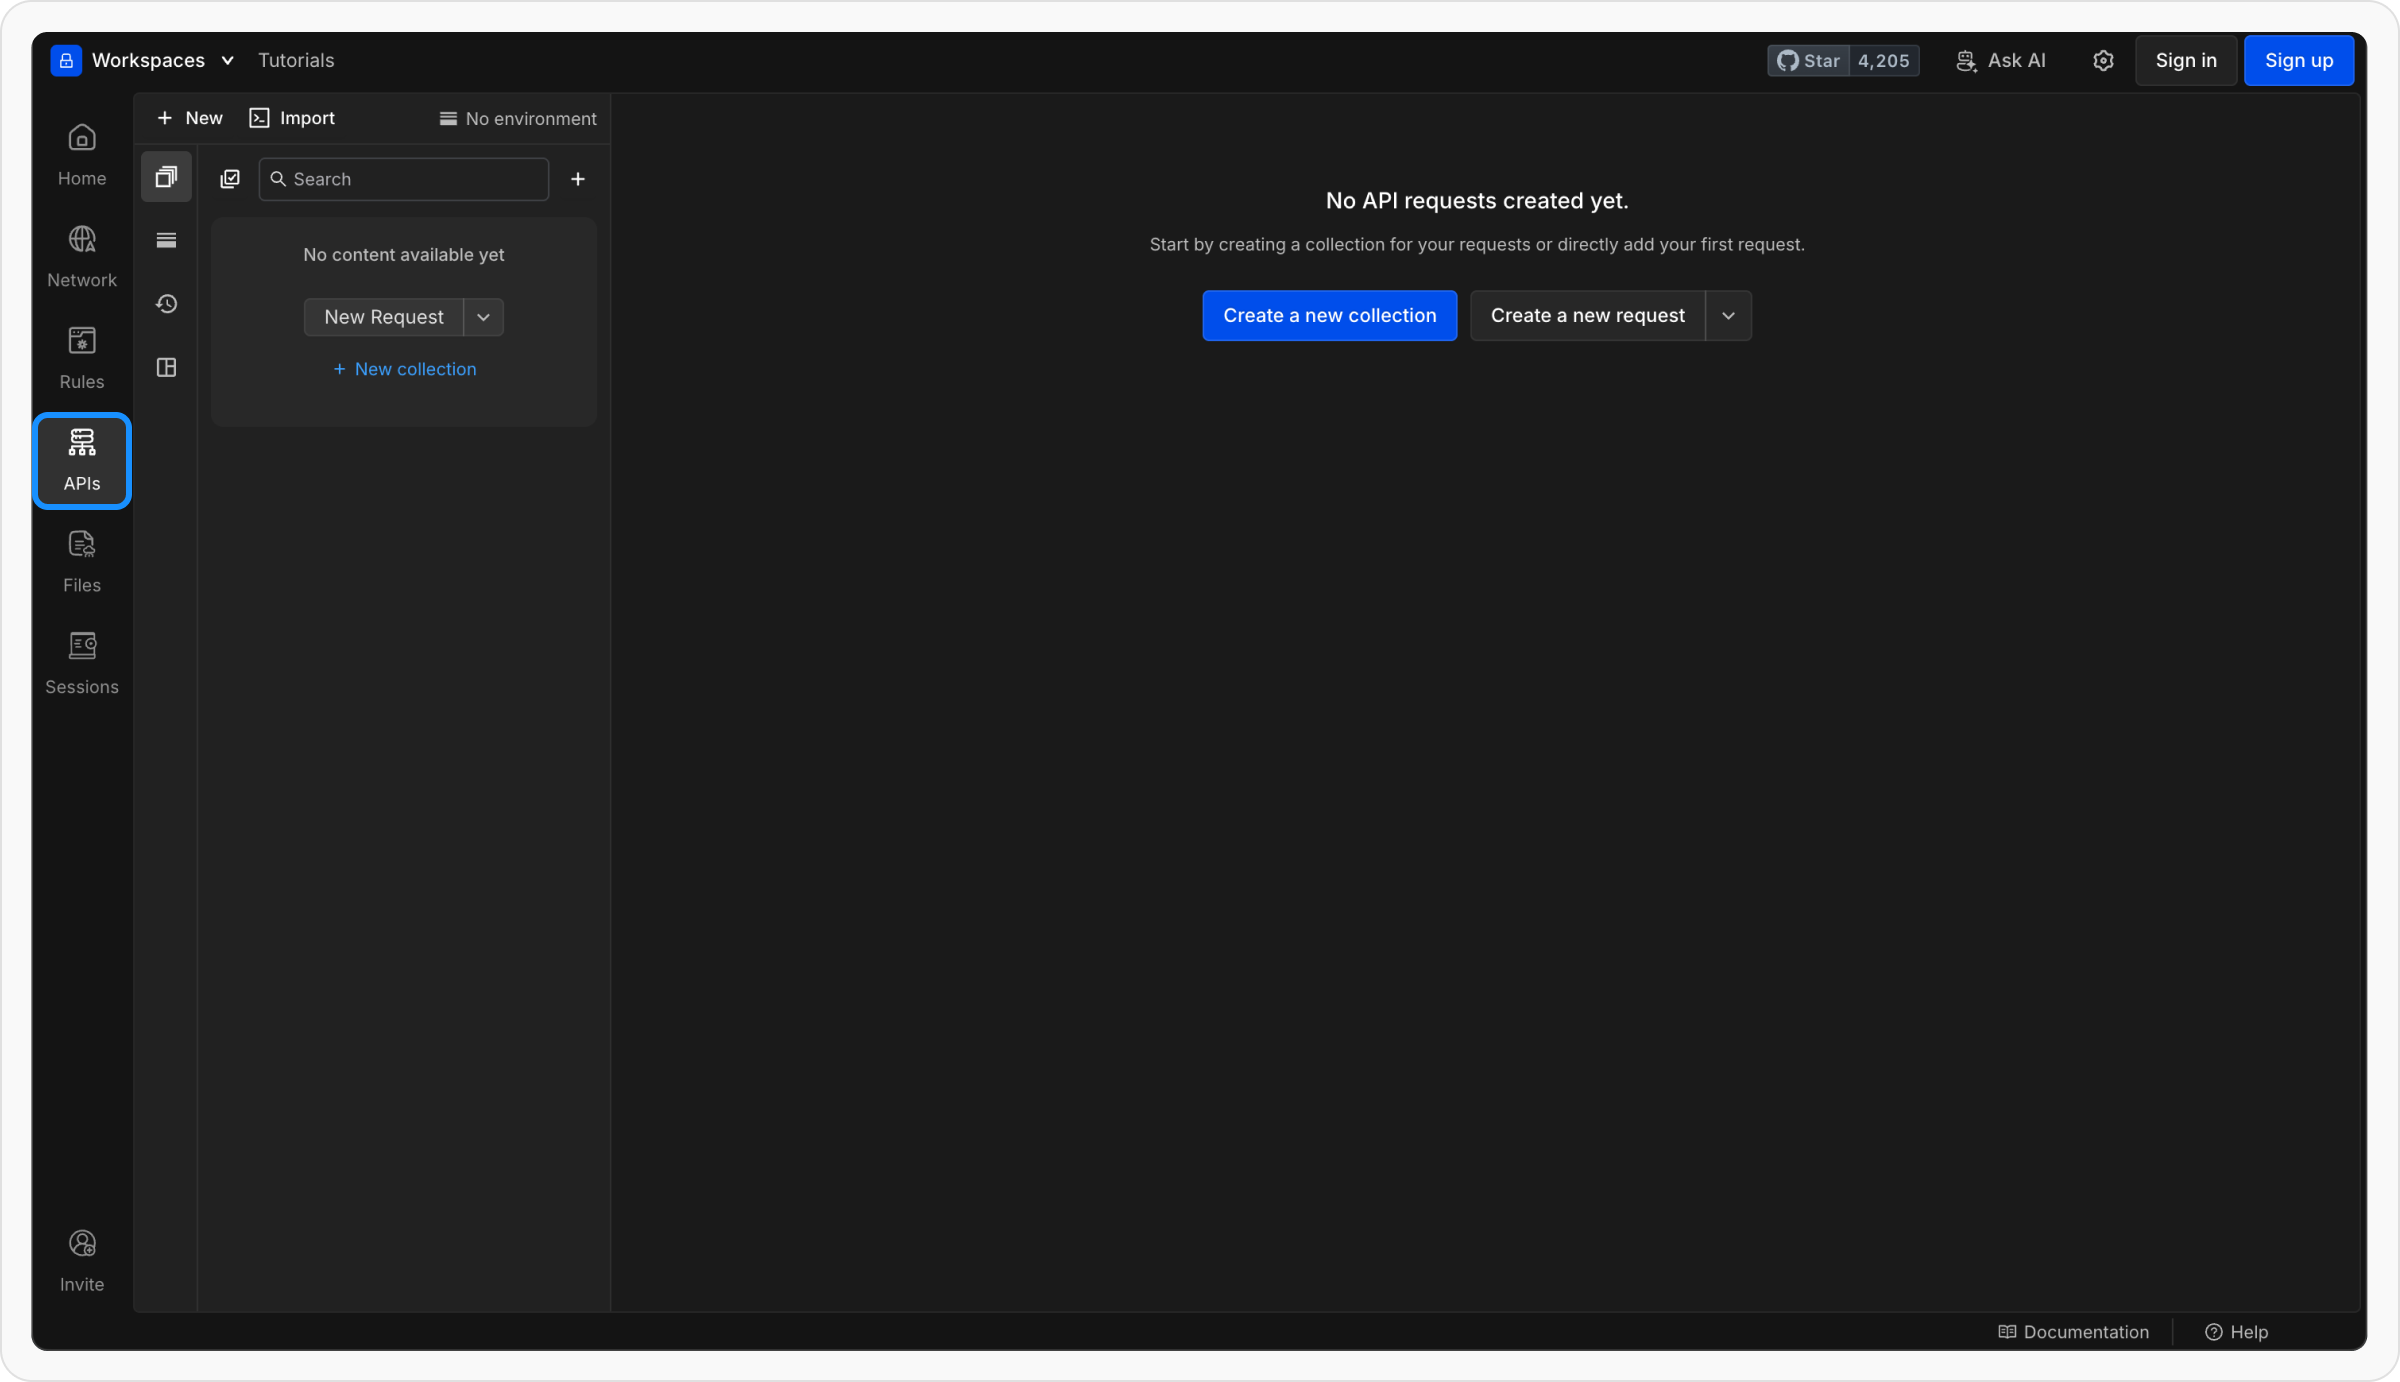 Workspaces Tutorials Star 4,205 Ask AI Sign in Sign up
Home
Network
Rules
APIs
Files
Sessions
Invite
New Import No environment
Search
No content available yet
New Request
+ New collection
No API requests created yet.
Start by creating a collection for your requests or directly add your first request.
Create a new collection Create a new request
Documentation Help